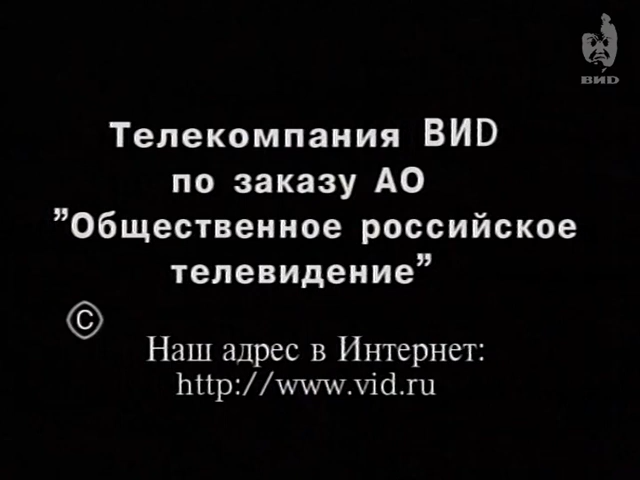 ВИD
Телекомпания ВИD
по заказу АО
"Общественное российское
телевидение"
©
Наш адрес в Интернет:
http://www.vid.ru